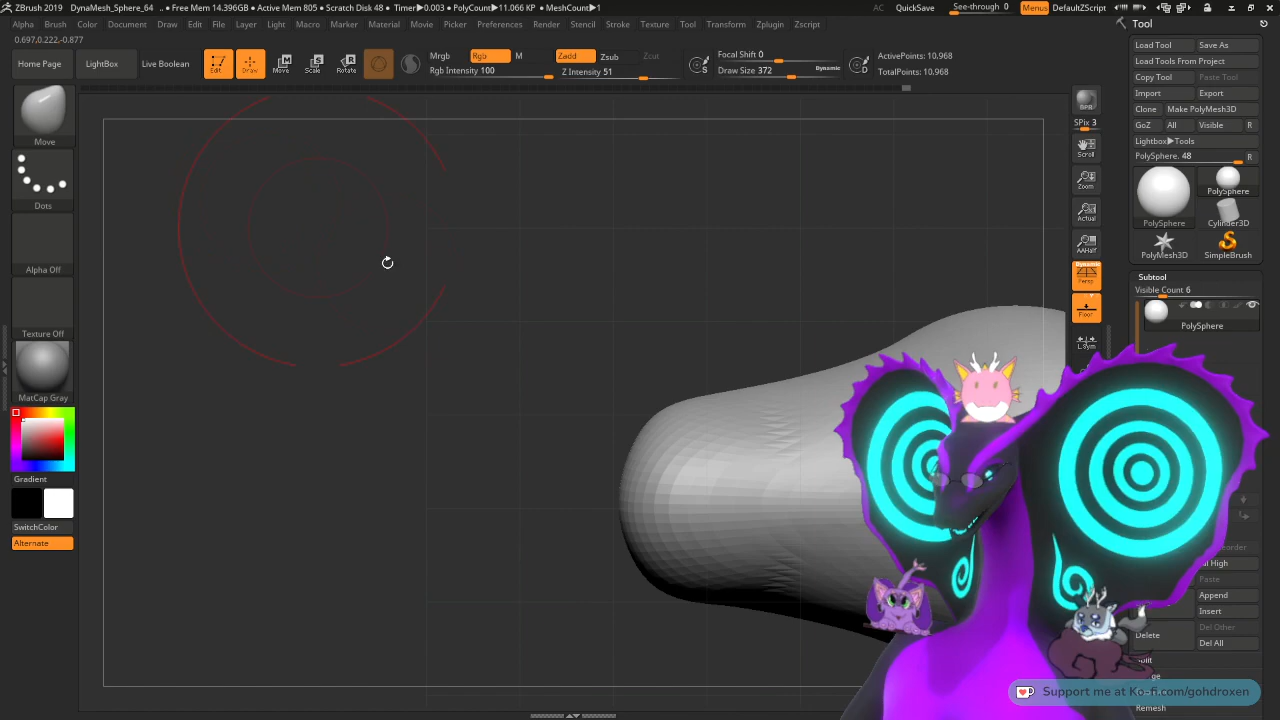 ZBrush 2019 DynaMesh_Sphere_64 .. • Free Mem 14.396GB • Active Mem 805 • Scratch Disk 48 • Timer▶0.003 • PolyCount▶11.066 KP • MeshCount▶1
AC QuickSave See-through 0 Menus DefaultZScript
Alpha Brush Color Document Draw Edit File Layer Light Macro Marker Material Movie Picker Preferences Render Stencil Stroke Texture Tool Transform Zplugin Zscript
Tool
0.697,0.222,-0.877
Home Page LightBox Live Boolean
Edit Draw Move Scale Rotate
Mrgb Rgb M
Rgb Intensity 100
Zadd Zsub Zcut
Z Intensity 51
S
Focal Shift 0
Draw Size 372 Dynamic
D
ActivePoints: 10,968
TotalPoints: 10,968
Move
Dots
Alpha Off
Texture Off
MatCap Gray
Gradient
SwitchColor
Alternate
BPR
SPix 3
Scroll
Zoom
Actual
AAHalf
Dynamic
Persp
Floor
L.Sym
Load Tool Save As
Load Tools From Project
Copy Tool Paste Tool
Import Export
Clone Make PolyMesh3D
GoZ All Visible R
Lightbox▶Tools
PolySphere. 48 R
PolySphere PolySphere
Cylinder3D
PolyMesh3D SimpleBrush
Subtool
Visible Count 6
PolySphere
Paste
Append
Insert
Delete
Del Other
Del All
Remesh
Support me at Ko-fi.com/gohdroxen